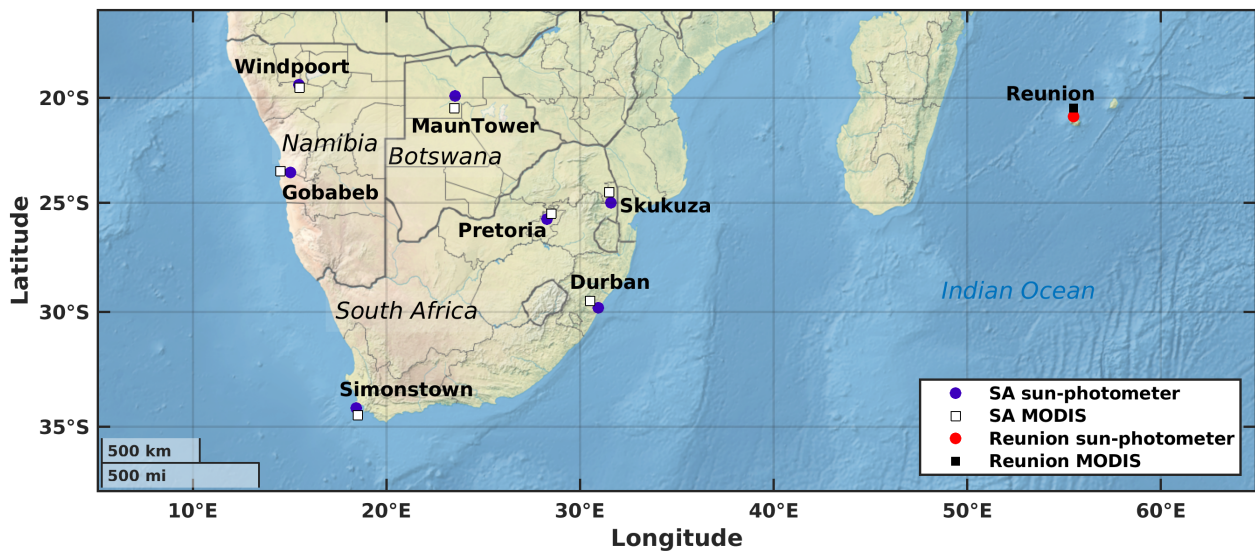 Windpoort
Reunion
20°S
MaunTower
Namibia
Botswana
Gobabeb
25°S
Skukuza
Pretoria
Latitude
Durban
Indian Ocean
South Africa
30°S
Simonstown
SA sun-photometer
SA MODIS
Reunion sun-photometer
Reunion MODIS
35°S
500 km
500 mi
10°E
20°E
30°E
40°E
50°E
60°E
Longitude